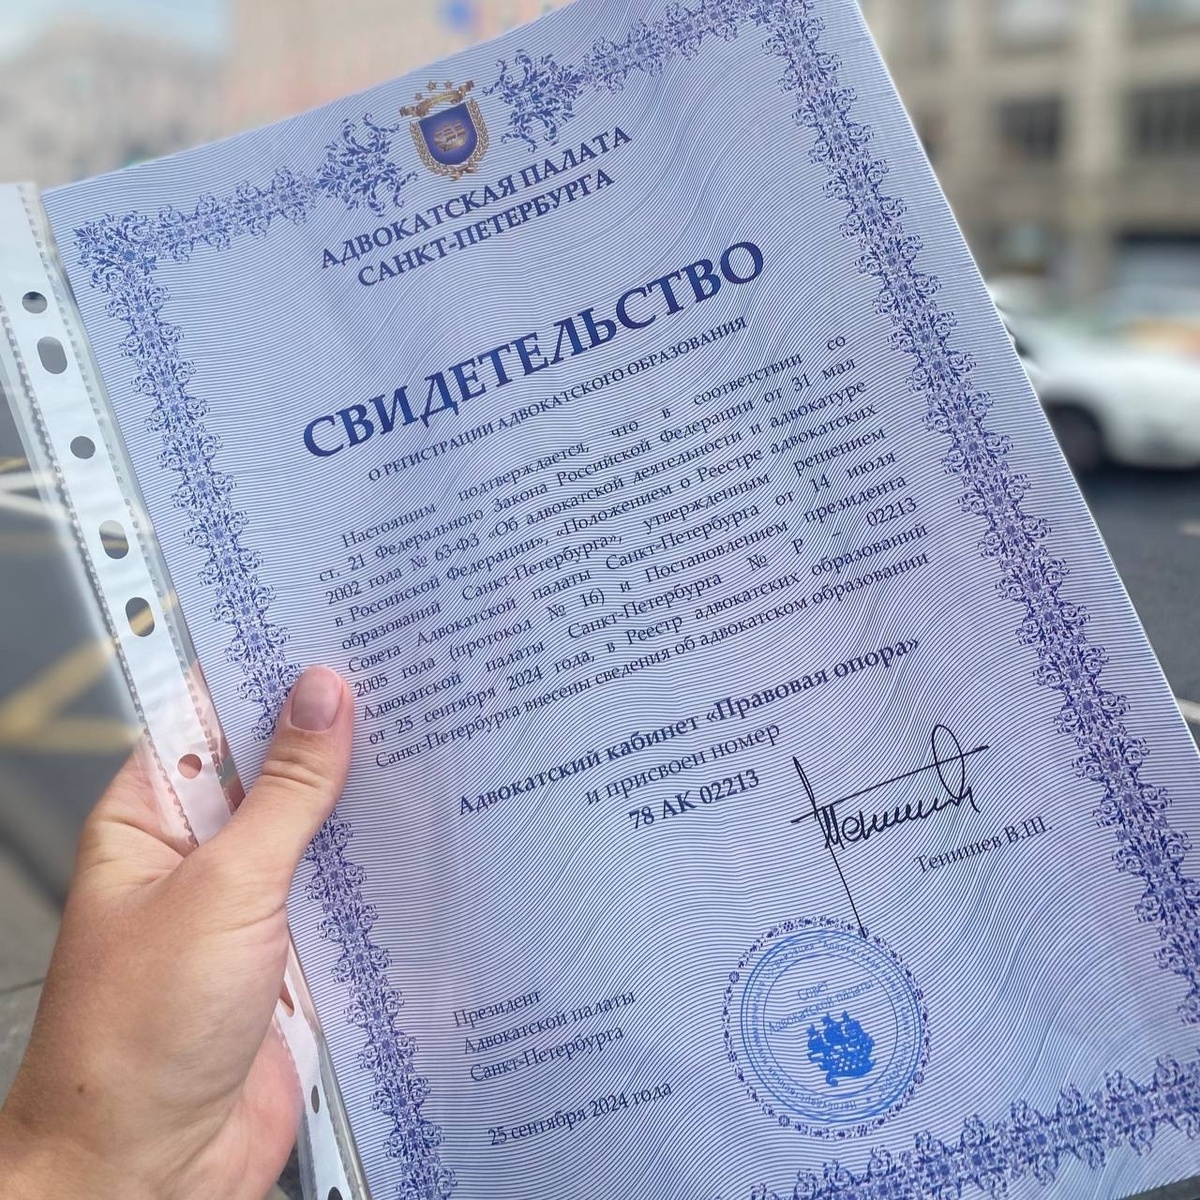 АДВОКАТСКАЯ ПАЛАТА
САНКТ-ПЕТЕРБУРГА
СВИДЕТЕЛЬСТВО
О РЕГИСТРАЦИИ АДВОКАТСКОГО ОБРАЗОВАНИЯ
Настоящим подтверждается, что в соответствии со
ст. 21 Федерального Закона Российской Федерации от 31 мая
2002 года № 63-ФЗ «Об адвокатской деятельности и адвокатуре
в Российской Федерации», «Положением о Реестре адвокатских
образований Санкт-Петербурга», утвержденным решением
Совета Адвокатской палаты Санкт-Петербурга от 14 июля
2005 года (протокол № 16) и Постановлением президента
Адвокатской палаты Санкт-Петербурга № Р – 02213
от 25 сентября 2024 года, в Реестр адвокатских образований
Санкт-Петербурга внесены сведения об адвокатском образовании
Адвокатский кабинет «Правовая опора»
и присвоен номер
78 АК 02213
Тенишев В.Ш.
Президент
Адвокатской палаты
Санкт-Петербурга
25 сентября 2024 года
Совет
Адвокатской палаты